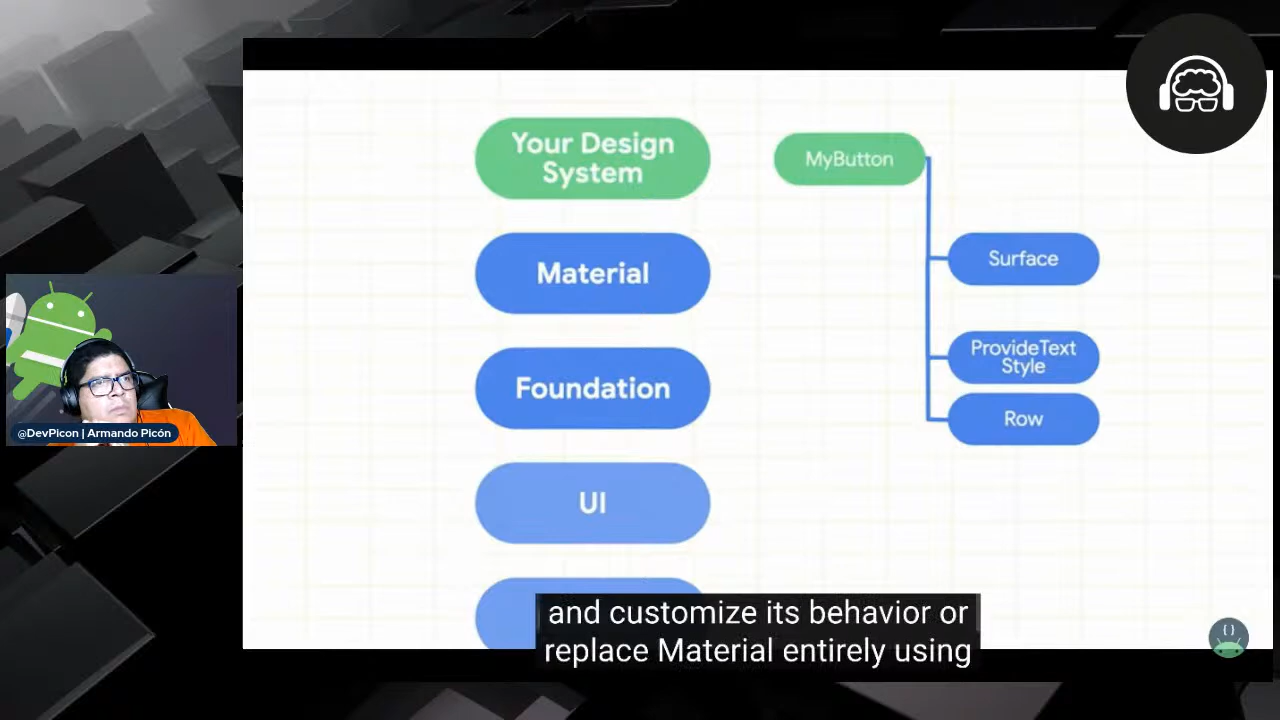 Your Design
System
MyButton
Material
Surface
Foundation
ProvideText
Style
Row
UI
@DevPicon | Armando Picón
and customize its behavior or
replace Material entirely using